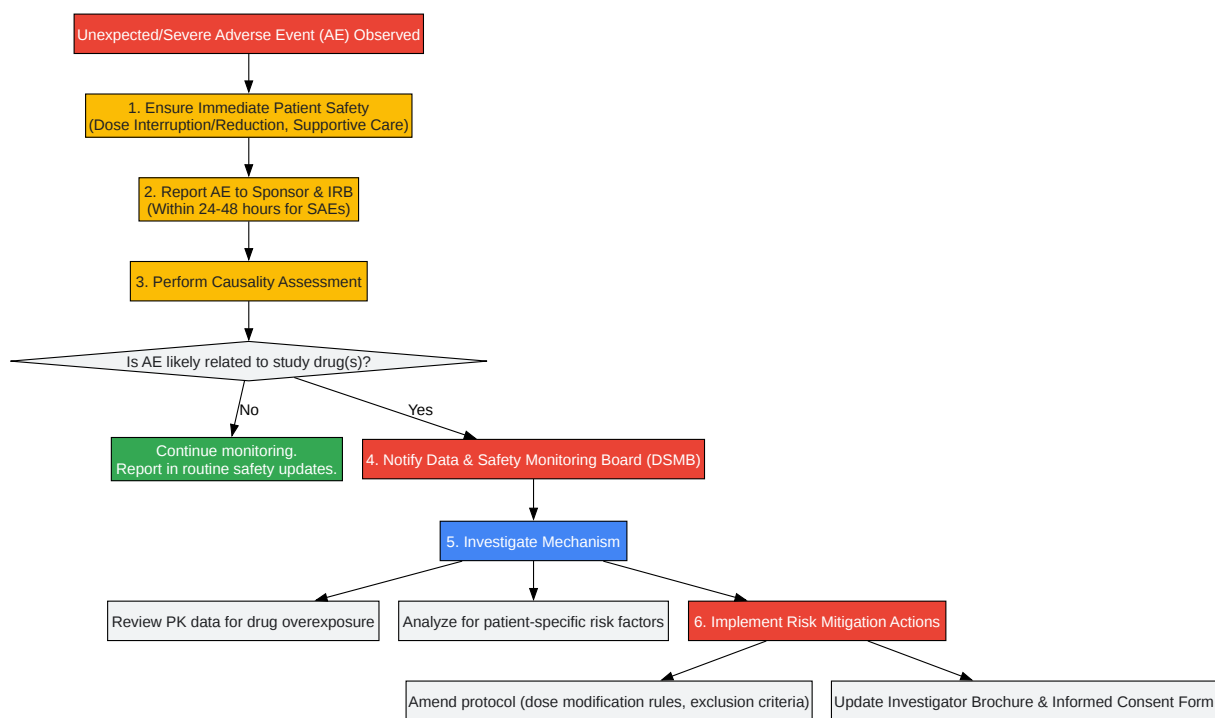 Unexpected/Severe Adverse Event (AE) Observed
1. Ensure Immediate Patient Safety
(Dose Interruption/Reduction, Supportive Care)
2. Report AE to Sponsor & IRB
(Within 24-48 hours for SAEs)
3. Perform Causality Assessment
Is AE likely related to study drug(s)?
No
Yes
Continue monitoring.
Report in routine safety updates.
4. Notify Data & Safety Monitoring Board (DSMB)
5. Investigate Mechanism
Review PK data for drug overexposure
Analyze for patient-specific risk factors
6. Implement Risk Mitigation Actions
Amend protocol (dose modification rules, exclusion criteria)
Update Investigator Brochure & Informed Consent Form